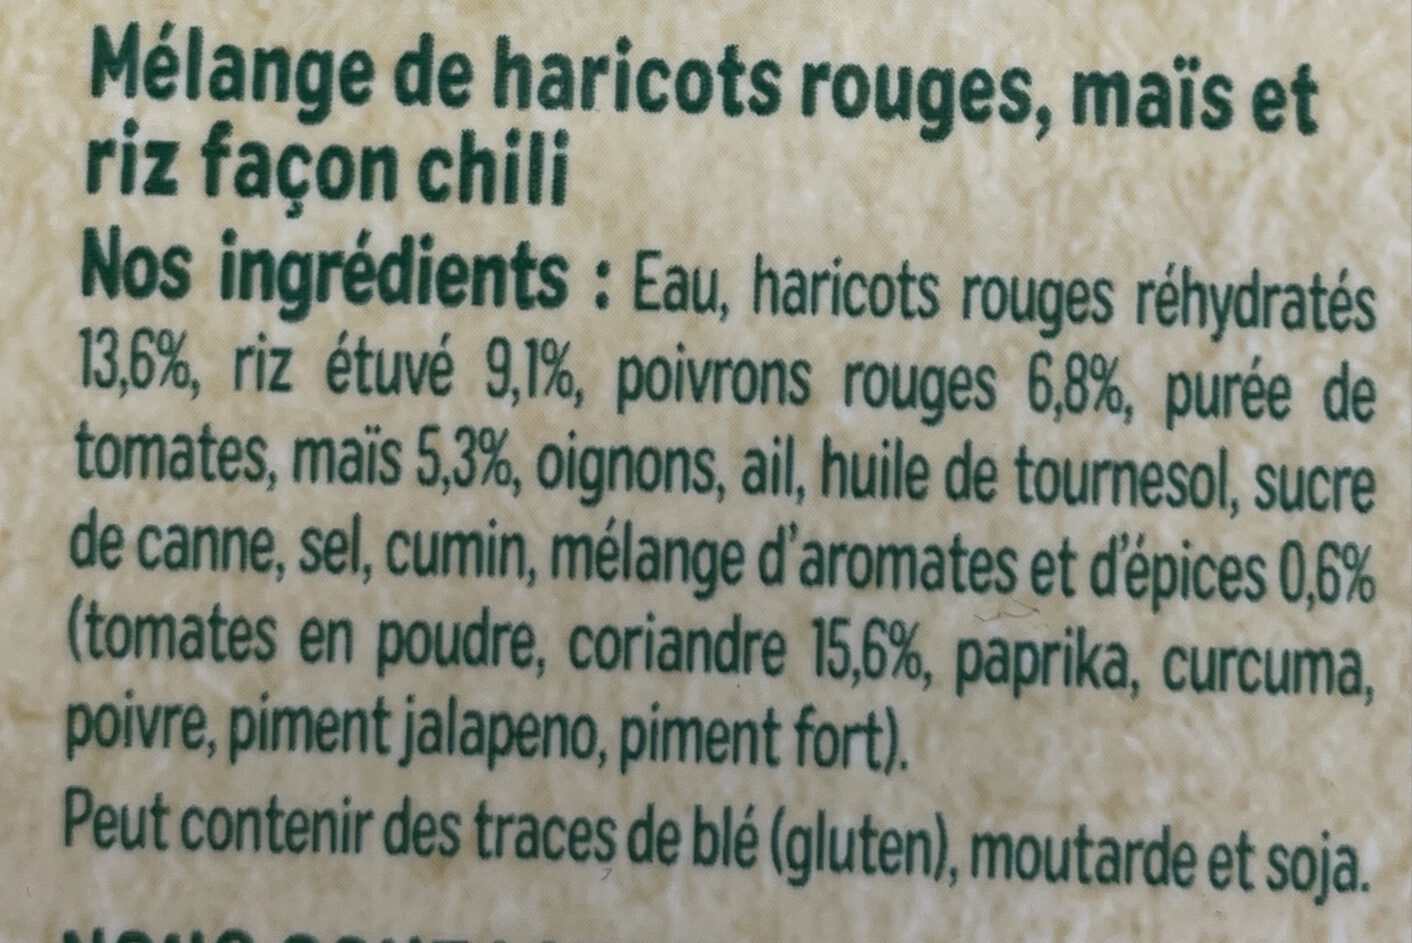 Mélange de haricots rouges, maïs et
riz façon chili
Nos ingrédients : Eau, haricots rouges réhydratés
13,6%, riz étuvé 9,1%, poivrons rouges 6,8%, purée de
tomates, maïs 5,3%, oignons, ail, huile de tournesol, sucre
de canne, sel, cumin, mélange d'aromates et d'épices 0,6%
(tomates en poudre, coriandre 15,6%, paprika, curcuma,
poivre, piment jalapeno, piment fort).
Peut contenir des traces de blé (gluten), moutarde et soja.